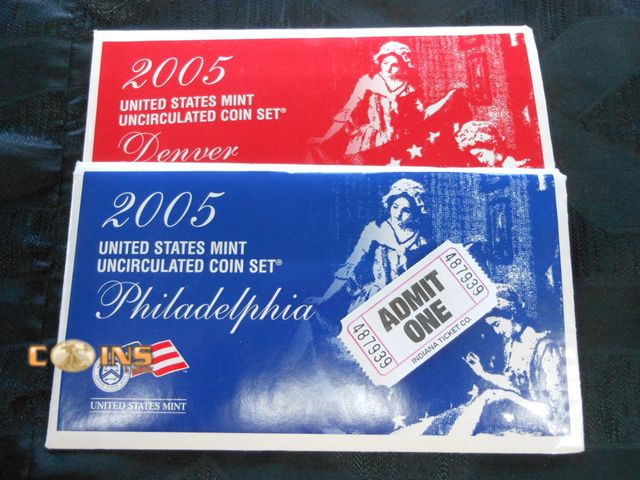 2005
UNITED STATES MINT
UNCIRCULATED COIN SET®
Denver
2005
UNITED STATES MINT
UNCIRCULATED COIN SET®
Philadelphia
487939
ADMIT
ONE
INDIANA TICKET CO.
487939
COINS
UNITED STATES MINT